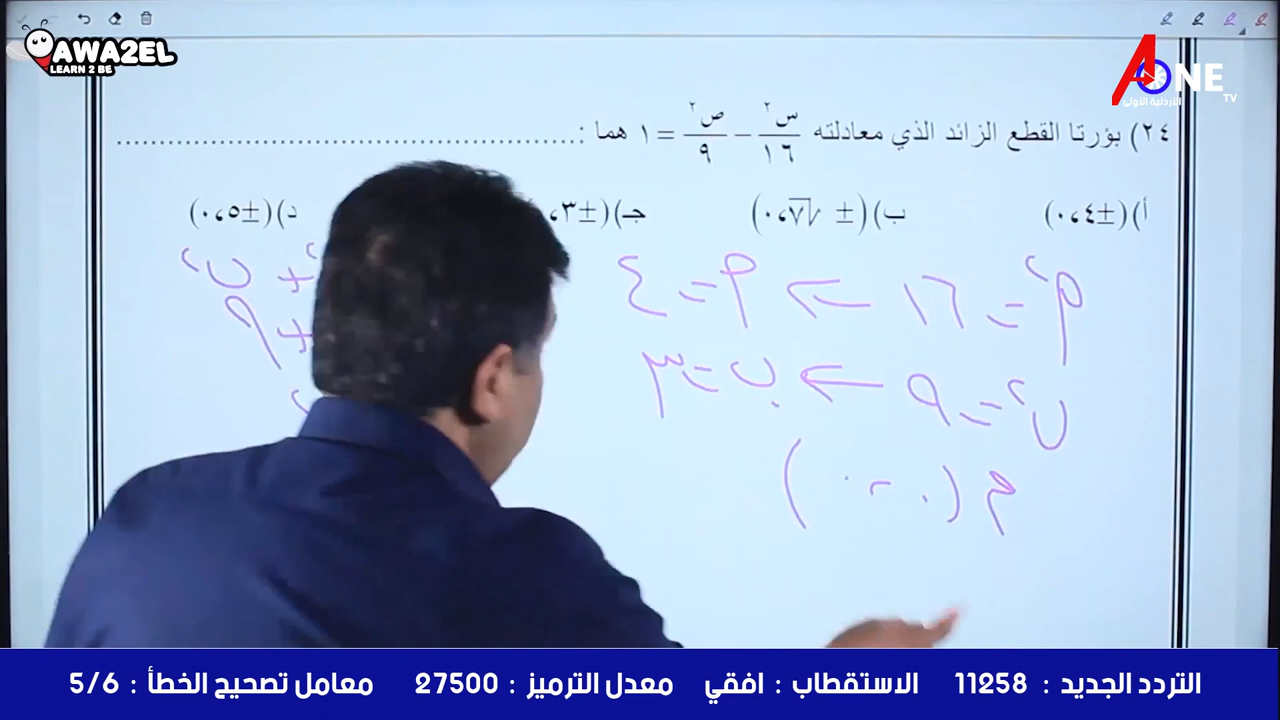 AWA2EL
LEARN 2 BE
A ONE TV
الأردنية الأولى
٢٤) بؤرتا القطع الزائد الذي معادلته س٢/١٦ − ص٢/٩ = ١ هما : ..............................
أ) (±٤،٠) ب) (±√٧،٠) جـ) (±٣، د) (±٥،٠)
م٢ = ١٦ ← م = ٤
ب٢ = ٩ ← ب = ٣
م (٠ ، ٠)
+ ب٢
+ ٩
التردد الجديد : 11258 الاستقطاب : افقي معدل الترميز : 27500 معامل تصحيح الخطأ : 5/6